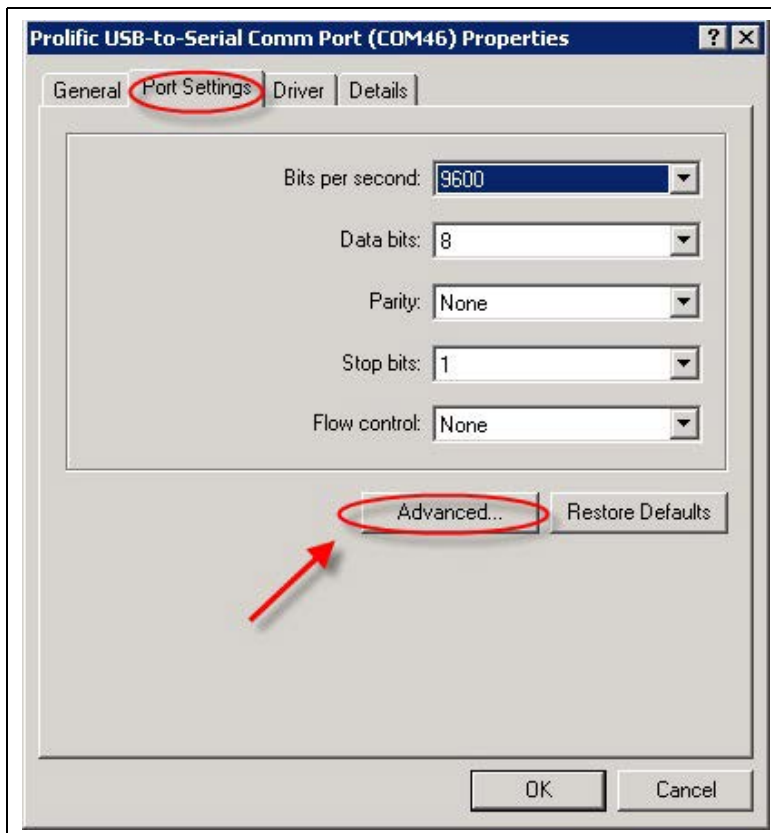 Prolific USB-to-Serial Comm Port (COM46) Properties ? X
General Port Settings Driver Details
Bits per second: 9600
Data bits: 8
Parity: None
Stop bits: 1
Flow control: None
Advanced... Restore Defaults
OK Cancel